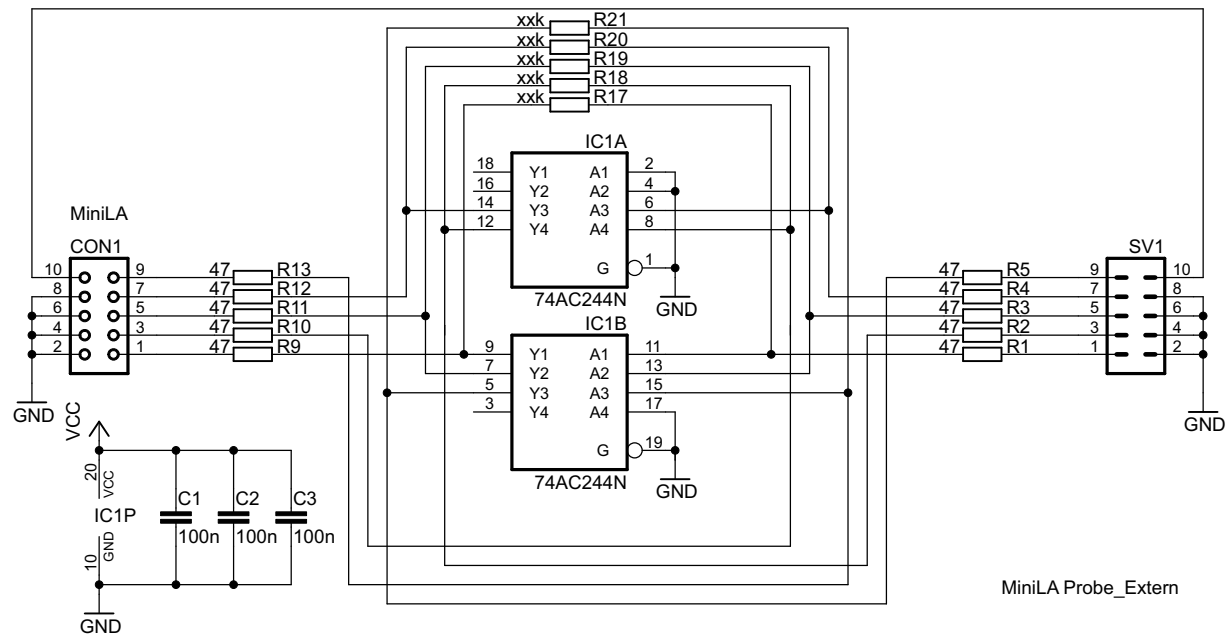 xxk R21
xxk R20
xxk R19
xxk R18
xxk R17
IC1A
18 Y1 A1 2
16 Y2 A2 4
14 Y3 A3 6
12 Y4 A4 8
G 1
74AC244N
GND
MiniLA
CON1
10 9 47 R13
8 7 47 R12
6 5 47 R11
4 3 47 R10
2 1 47 R9
GND
SV1
47 R5 9 10
47 R4 7 8
47 R3 5 6
47 R2 3 4
47 R1 1 2
GND
IC1B
9 Y1 A1 11
7 Y2 A2 13
5 Y3 A3 15
3 Y4 A4 17
G 19
74AC244N
GND
VCC
20 VCC
IC1P
10 GND
GND
C1
100n
C2
100n
C3
100n
MiniLA Probe_Extern